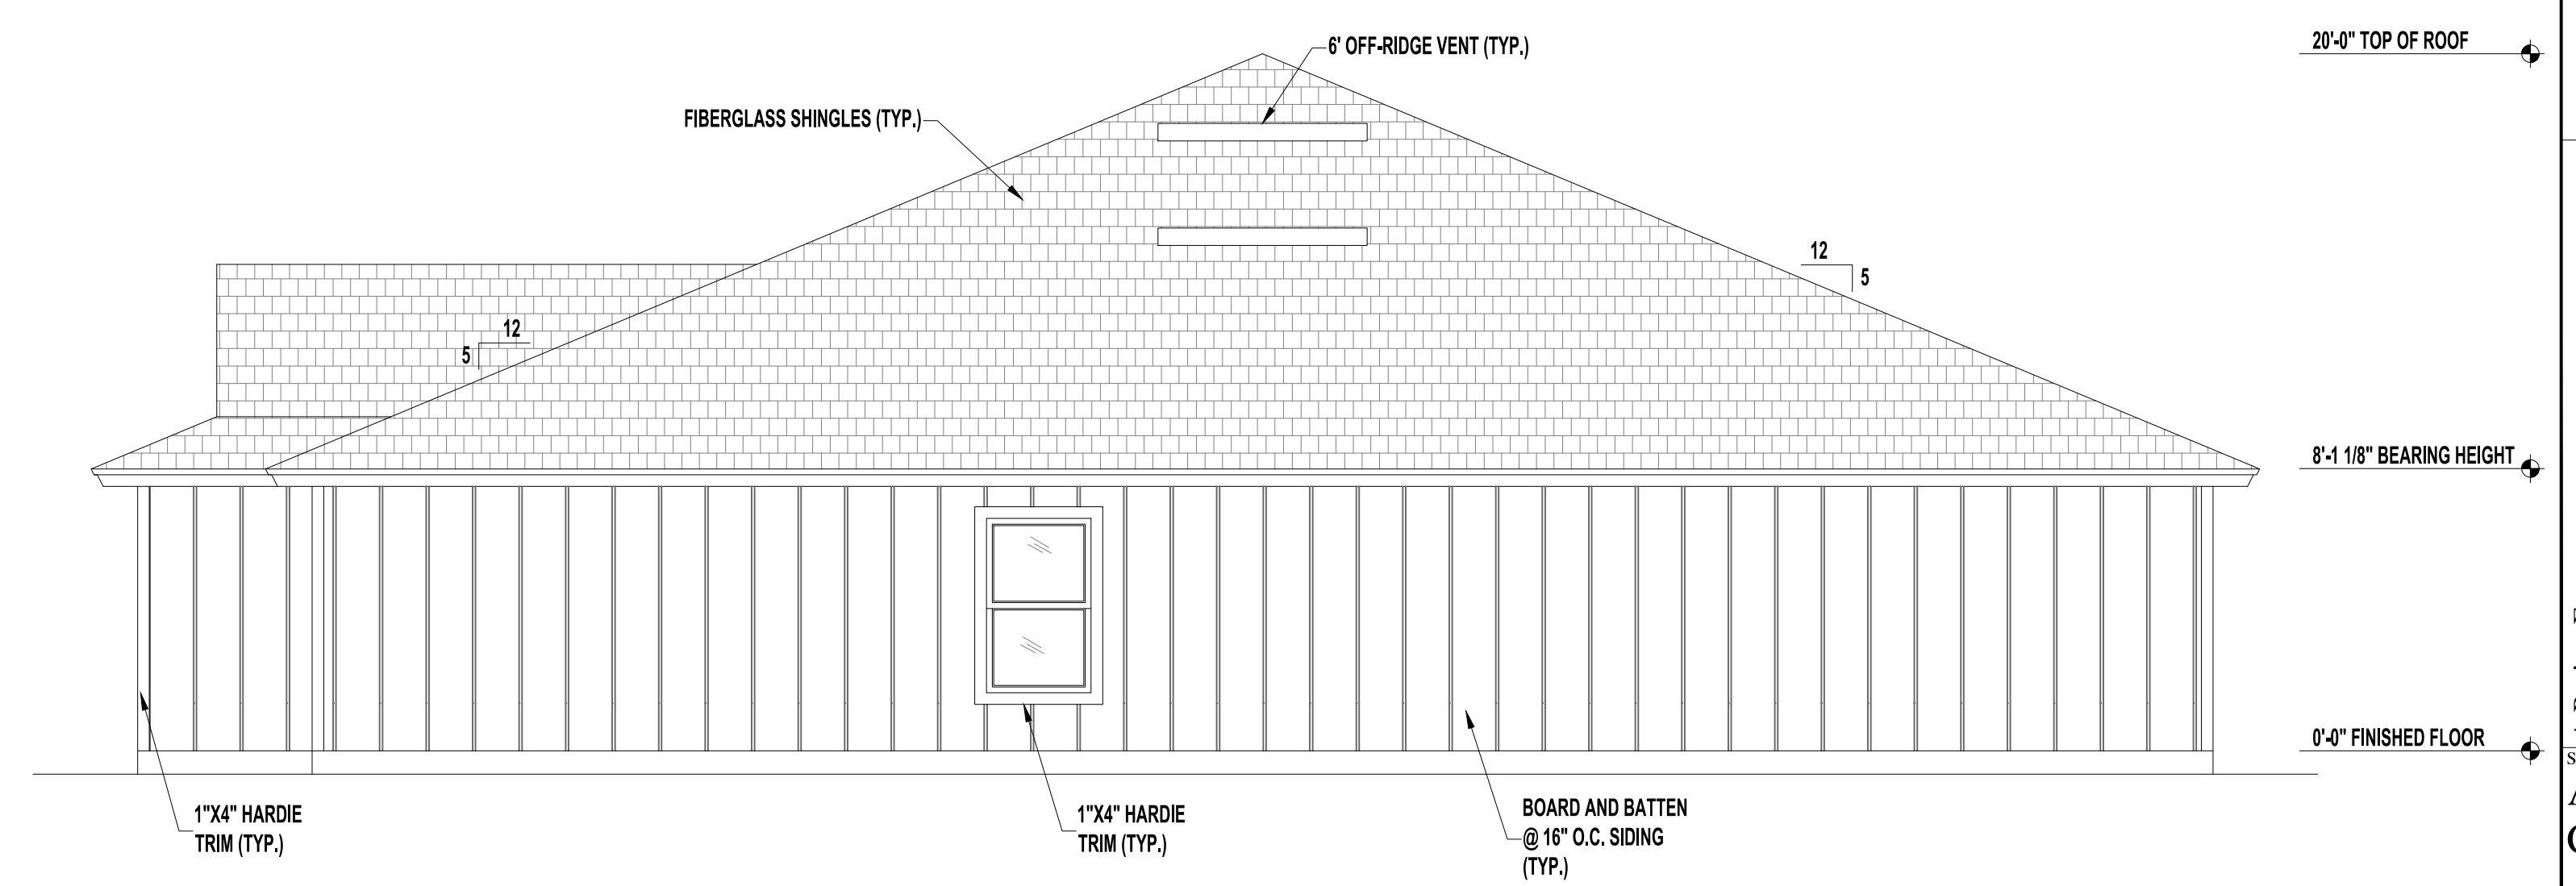 6' OFF-RIDGE VENT (TYP.)
20'-0" TOP OF ROOF
FIBERGLASS SHINGLES (TYP.)
12
5
12
5
8'-1 1/8" BEARING HEIGHT
0'-0" FINISHED FLOOR
1"X4" HARDIE
TRIM (TYP.)
1"X4" HARDIE
TRIM (TYP.)
BOARD AND BATTEN
@ 16" O.C. SIDING
(TYP.)